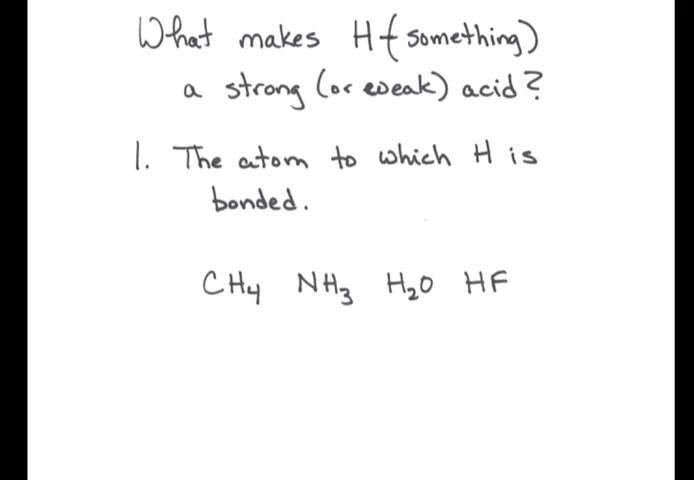 What makes H-(something)
a strong (or weak) acid?
1. The atom to which H is
bonded.
CH₄ NH₃ H₂O HF